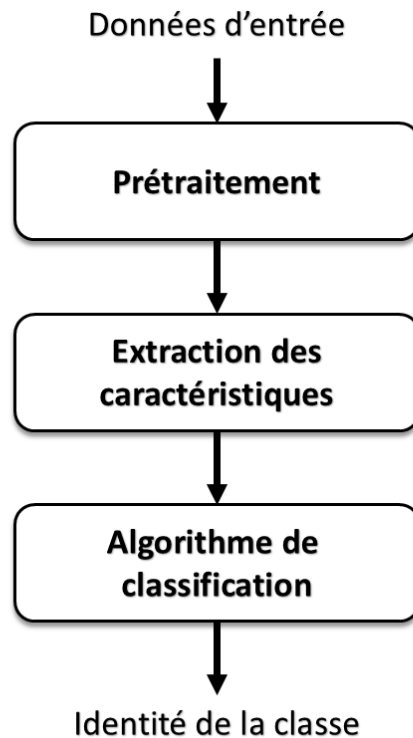 Données d’entrée
Prétraitement
Extraction des
caractéristiques
Algorithme de
classification
Identité de la classe